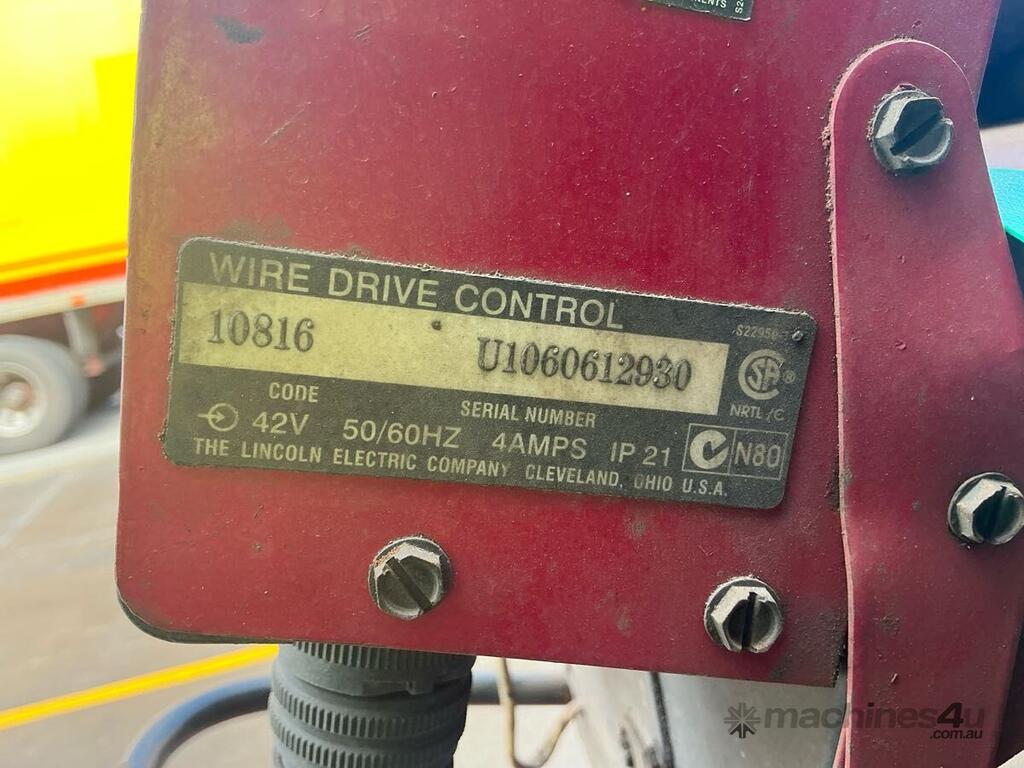 WIRE DRIVE CONTROL
10816 U1060612930
CODE SERIAL NUMBER
NRTL/C
42V 50/60HZ 4AMPS IP 21 N80
THE LINCOLN ELECTRIC COMPANY CLEVELAND, OHIO U.S.A.
machines4u
.com.au